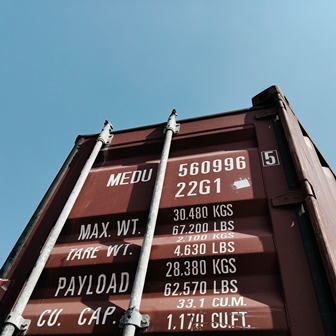 MEDU 560996 5
22G1
MAX. WT. 30.480 KGS
67.200 LBS
TARE WT. 2.100 KGS
4.630 LBS
PAYLOAD 28.380 KGS
62.570 LBS
CU. CAP. 33.1 CU.M.
1.170 CU.FT.